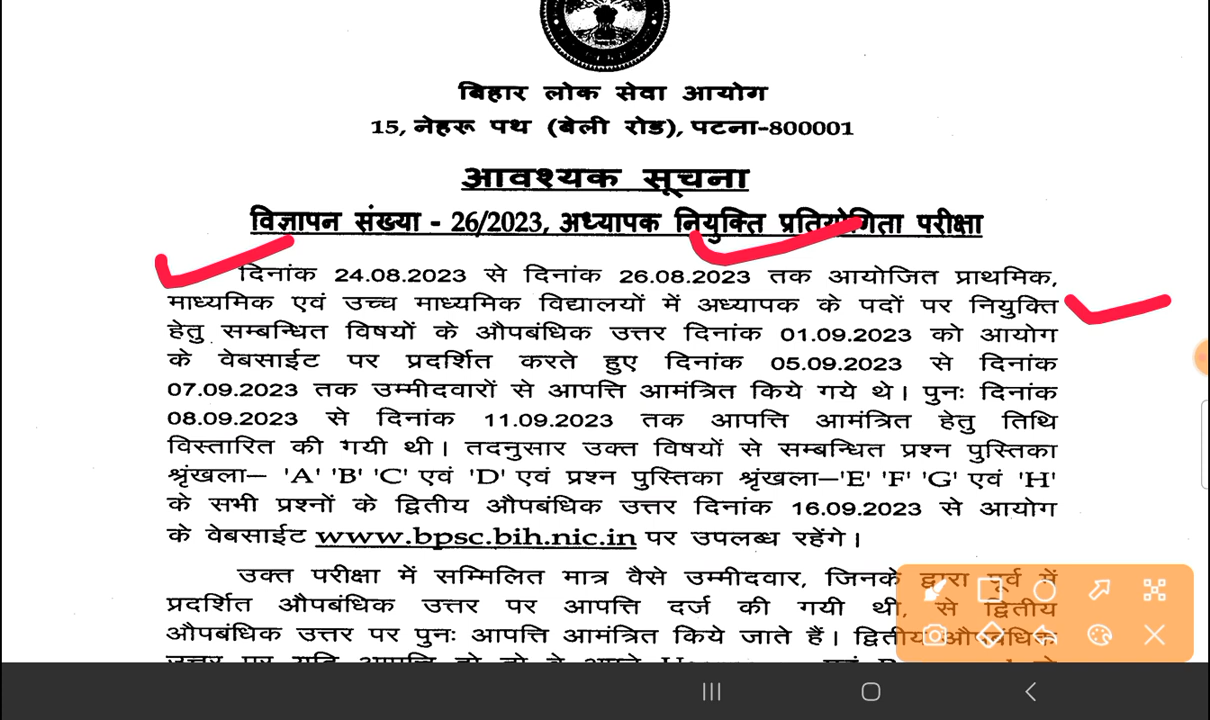 बिहार लोक सेवा आयोग
15, नेहरू पथ (बेली रोड), पटना-800001
आवश्यक सूचना
विज्ञापन संख्या - 26/2023, अध्यापक नियुक्ति प्रतियोगिता परीक्षा
दिनांक 24.08.2023 से दिनांक 26.08.2023 तक आयोजित प्राथमिक,
माध्यमिक एवं उच्च माध्यमिक विद्यालयों में अध्यापक के पदों पर नियुक्ति
हेतु सम्बन्धित विषयों के औपबंधिक उत्तर दिनांक 01.09.2023 को आयोग
के वेबसाईट पर प्रदर्शित करते हुए दिनांक 05.09.2023 से दिनांक
07.09.2023 तक उम्मीदवारों से आपत्ति आमंत्रित किये गये थे। पुनः दिनांक
08.09.2023 से दिनांक 11.09.2023 तक आपत्ति आमंत्रित हेतु तिथि
विस्तारित की गयी थी। तदनुसार उक्त विषयों से सम्बन्धित प्रश्न पुस्तिका
श्रृंखला– 'A' 'B' 'C' एवं 'D' एवं प्रश्न पुस्तिका श्रृंखला–'E' 'F' 'G' एवं 'H'
के सभी प्रश्नों के द्वितीय औपबंधिक उत्तर दिनांक 16.09.2023 से आयोग
के वेबसाईट www.bpsc.bih.nic.in पर उपलब्ध रहेंगे।
उक्त परीक्षा में सम्मिलित मात्र वैसे उम्मीदवार, जिनके द्वारा पूर्व में
प्रदर्शित औपबंधिक उत्तर पर आपत्ति दर्ज की गयी थी, से द्वितीय
औपबंधिक उत्तर पर पुनः आपत्ति आमंत्रित किये जाते हैं। द्वितीय औपबंधिक